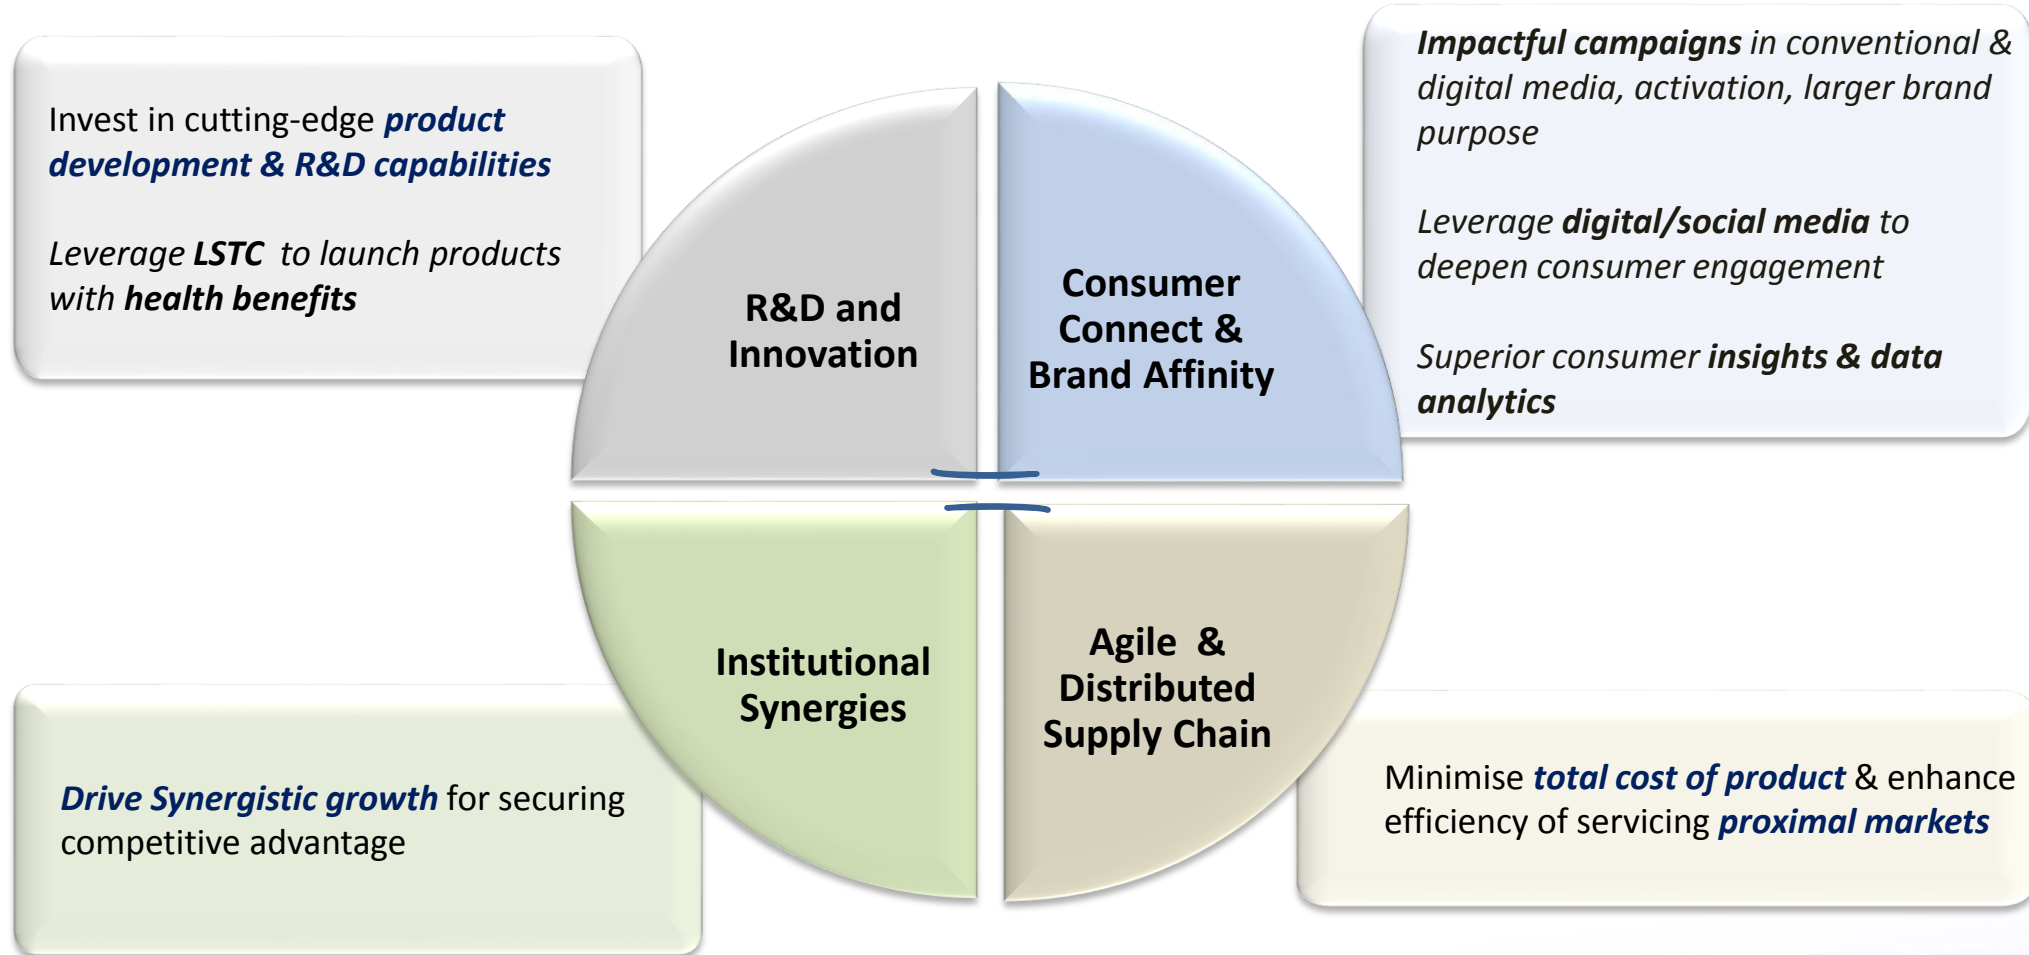 Invest in cutting-edge product
development & R&D capabilities
Leverage LSTC to launch products
with health benefits
R&D and
Innovation
Consumer
Connect &
Brand Affinity
Impactful campaigns in conventional &
digital media, activation, larger brand
purpose
Leverage digital/social media to
deepen consumer engagement
Superior consumer insights & data
analytics
Institutional
Synergies
Drive Synergistic growth for securing
competitive advantage
Agile & 
Distributed
Supply Chain
Minimise total cost of product & enhance
efficiency of servicing proximal markets